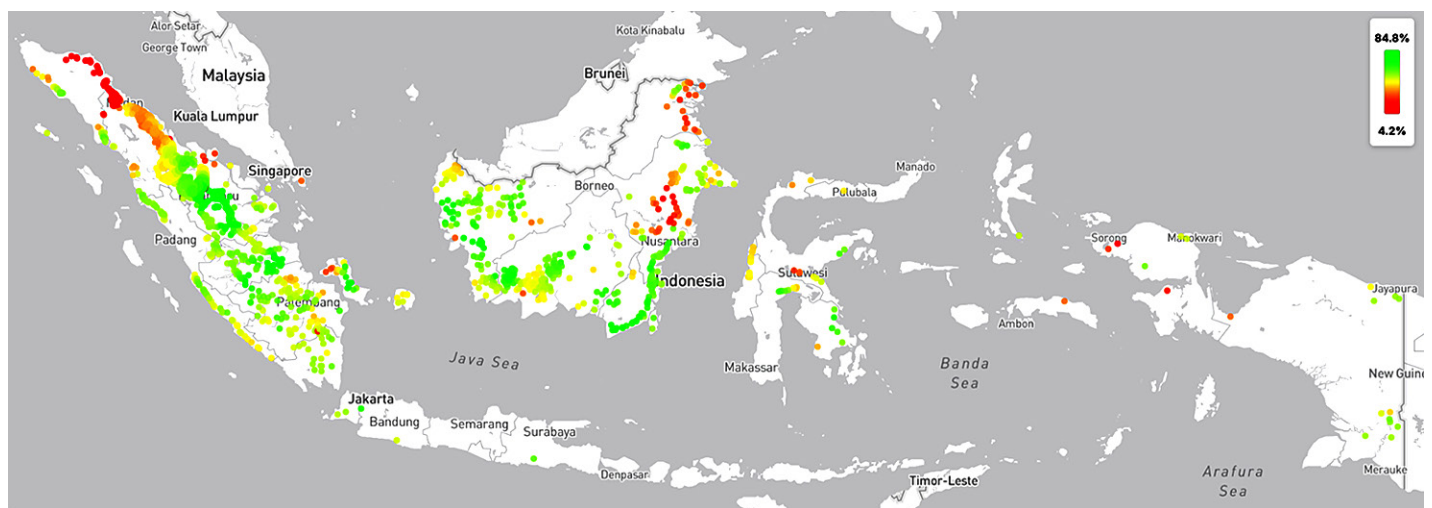 Kota Kinabalu
Alor Setar
George Town
84.8%
4.2%
Malaysia
Brunei
Kuala Lumpur
Singapore
Borneo
Manado
Pulubala
Padang
Nusantara
Sorong
Manokwari
Indonesia
Sulawesi
Palembang
Jayapura
Ambon
Java Sea
Makassar
Banda
Sea
New Guin
Jakarta
Bandung
Semarang
Surabaya
Denpasar
Timor-Leste
Arafura
Sea
Merauke